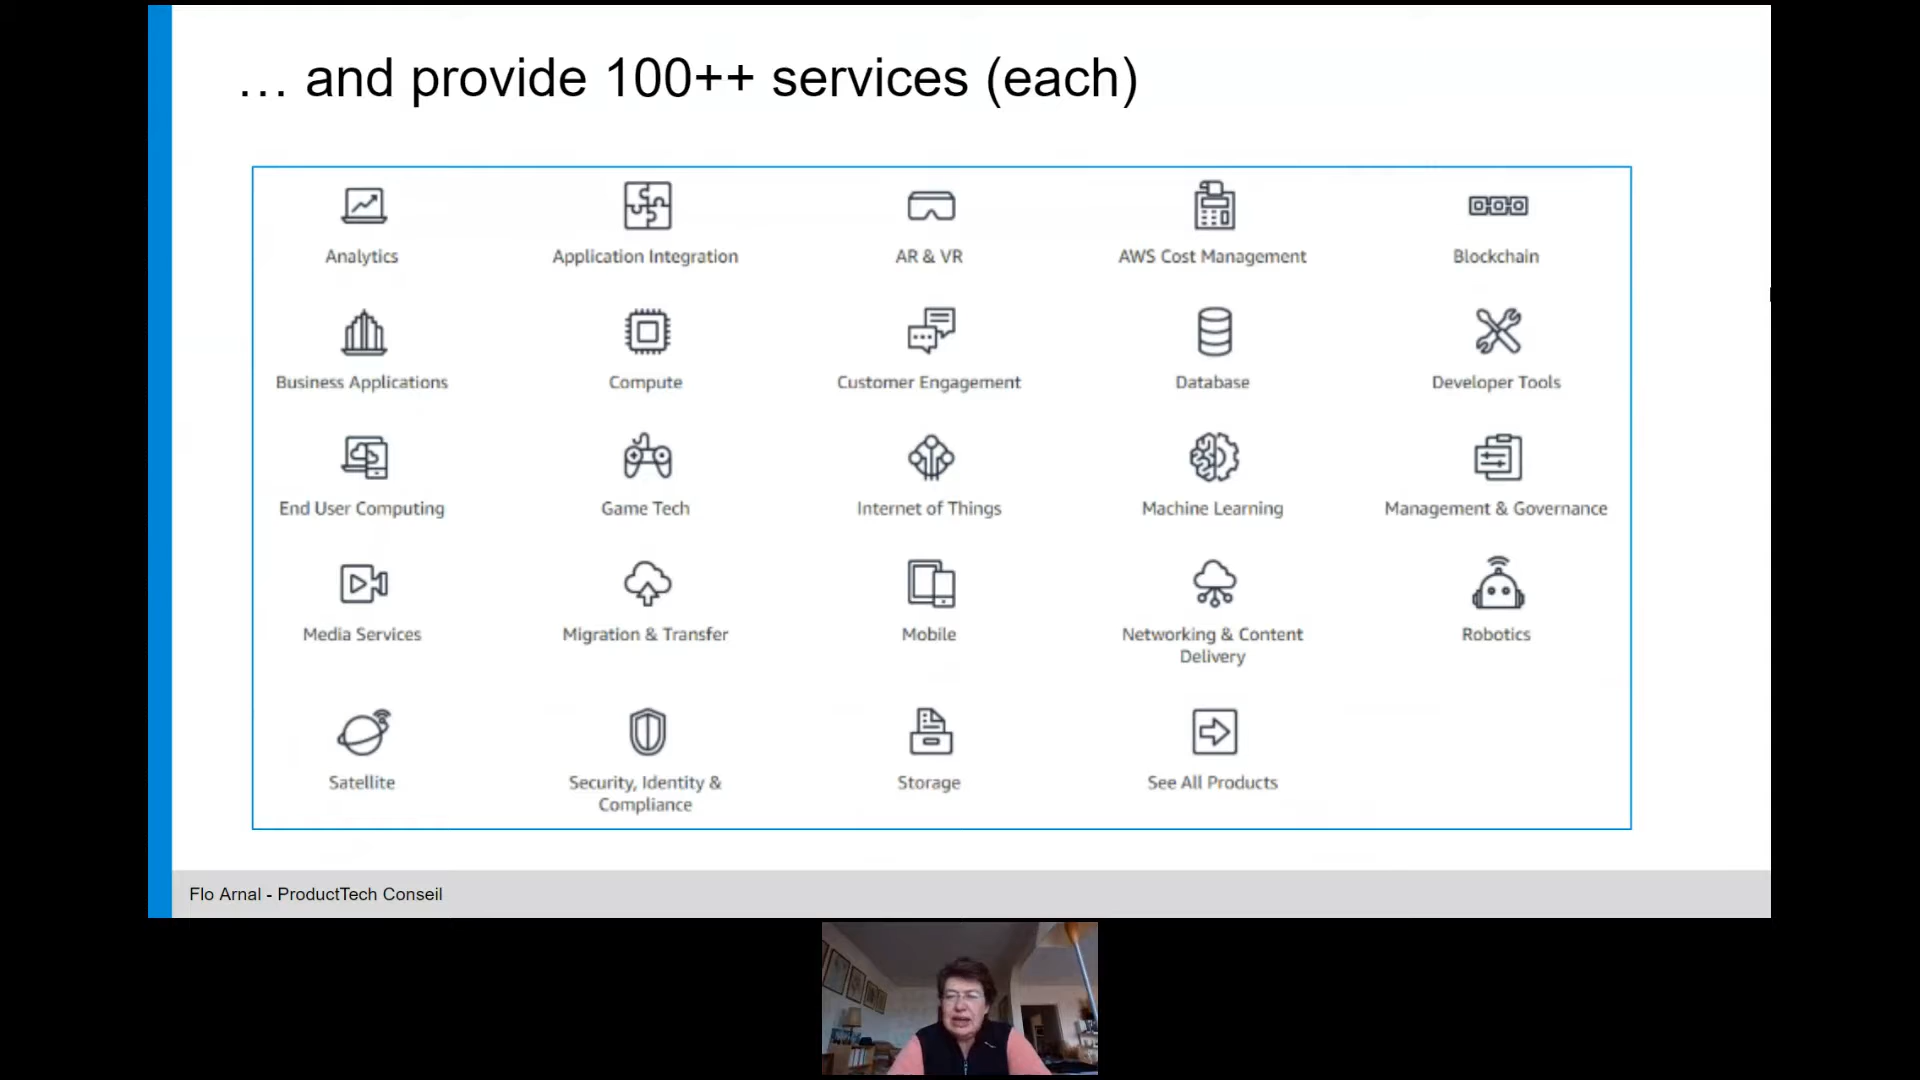 … and provide 100++ services (each)
Analytics
Application Integration
AR & VR
AWS Cost Management
Blockchain
Business Applications
Compute
Customer Engagement
Database
Developer Tools
End User Computing
Game Tech
Internet of Things
Machine Learning
Management & Governance
Media Services
Migration & Transfer
Mobile
Networking & Content
Delivery
Robotics
Satellite
Security, Identity &
Compliance
Storage
See All Products
Flo Arnal - ProductTech Conseil